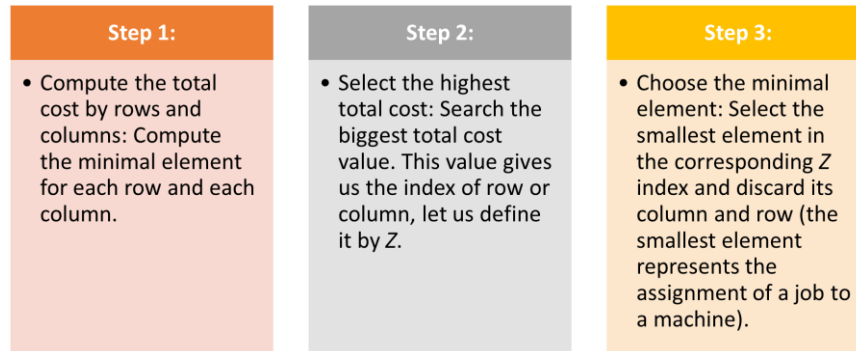 Step 1:
• Compute the total
cost by rows and
columns: Compute
the minimal element
for each row and each
column.
Step 2:
• Select the highest
total cost: Search the
biggest total cost
value. This value gives
us the index of row or
column, let us define
it by Z.
Step 3:
• Choose the minimal
element: Select the
smallest element in
the corresponding Z
index and discard its
column and row (the
smallest element
represents the
assignment of a job to
a machine).